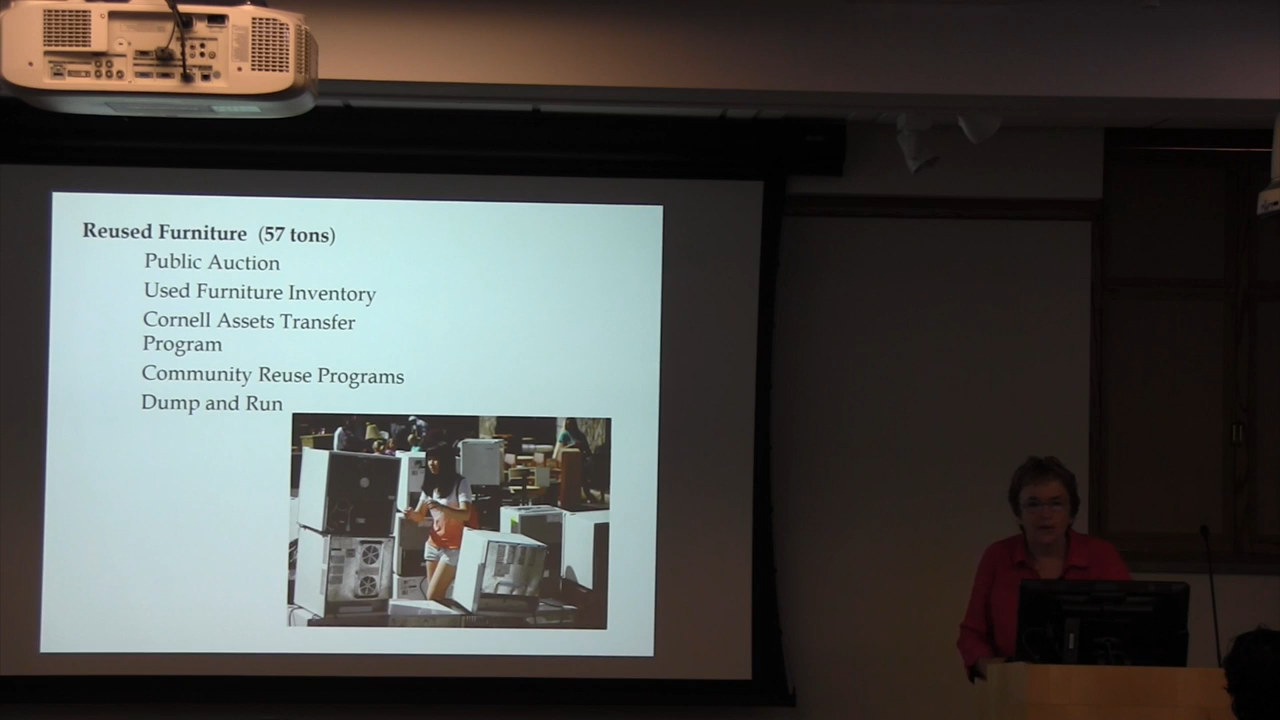 Reused Furniture (57 tons)
Public Auction
Used Furniture Inventory
Cornell Assets Transfer
Program
Community Reuse Programs
Dump and Run